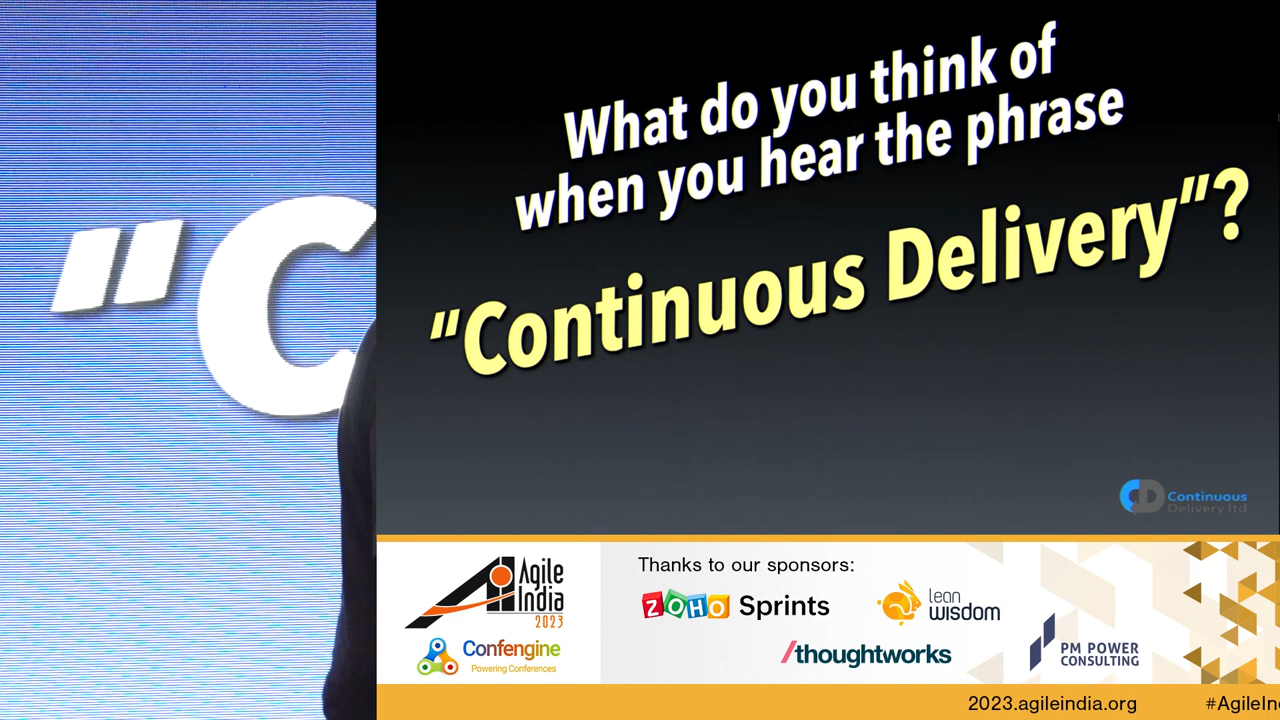 "C
What do you think of
when you hear the phrase
"Continuous Delivery"?
CD Continuous
Delivery ltd
Agile
India
2023
Confengine
Powering Conferences
Thanks to our sponsors:
ZOHO Sprints
lean
wisdom
/thoughtworks
PM POWER
CONSULTING
2023.agileindia.org
#AgileIn